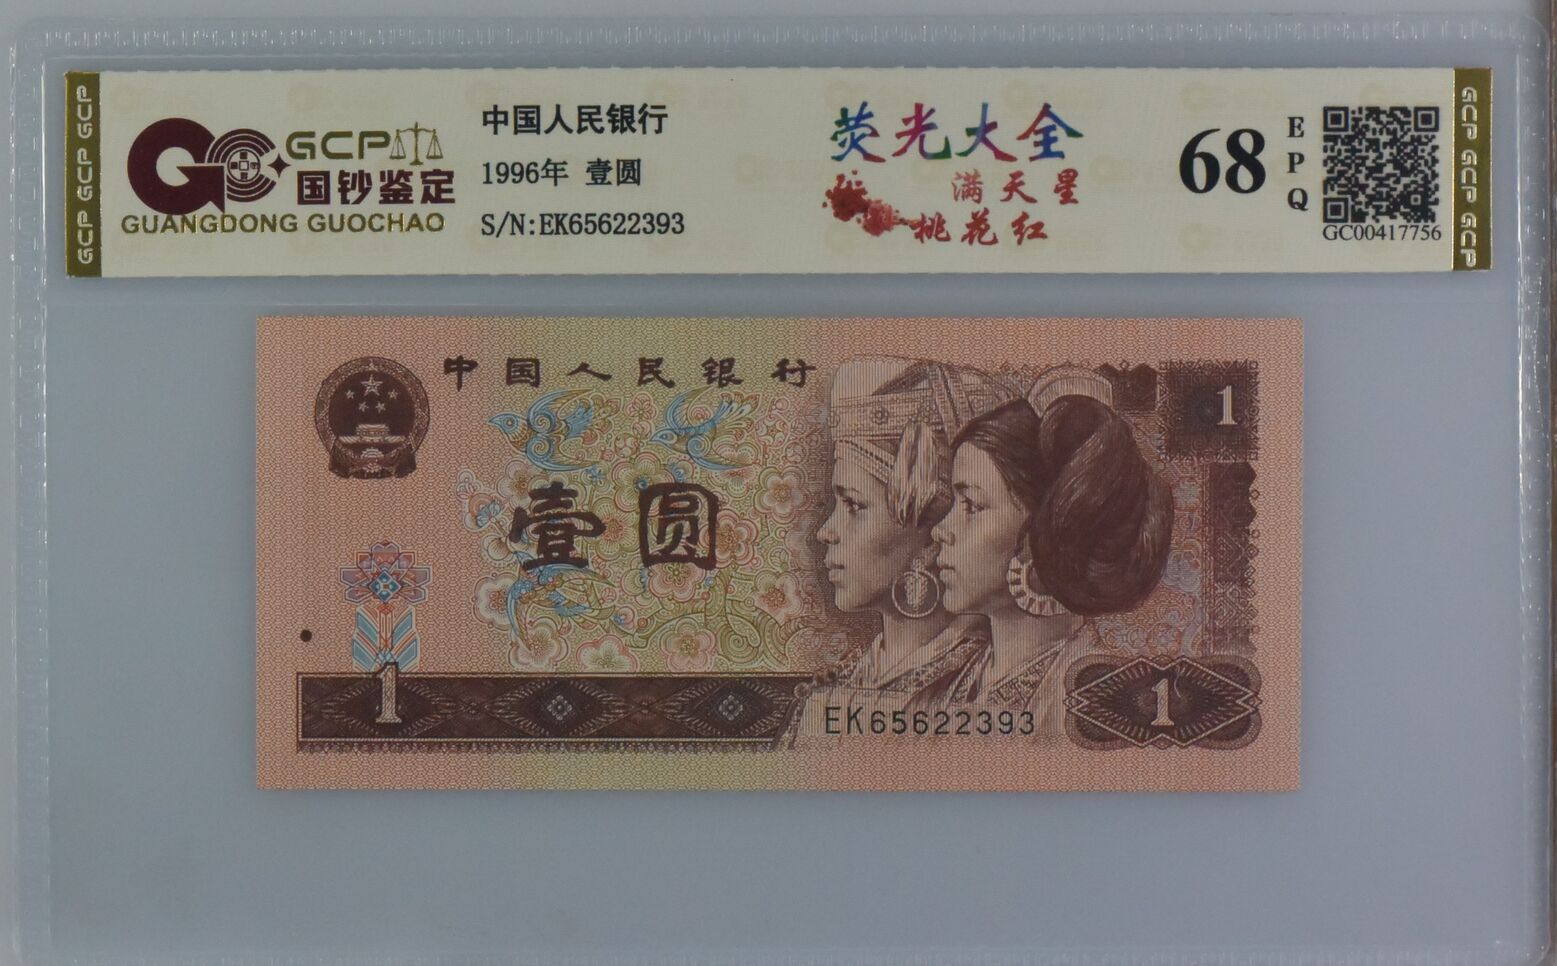 GCP GCP GCP
GCP
国钞鉴定
GUANGDONG GUOCHAO
中国人民银行
1996年 壹圆
S/N:EK65622393
荧光大全
满天星
桃花红
68
EPQ
GC00417756
GCP GCP GCP
中国人民银行
1
壹圆
1
EK65622393
1